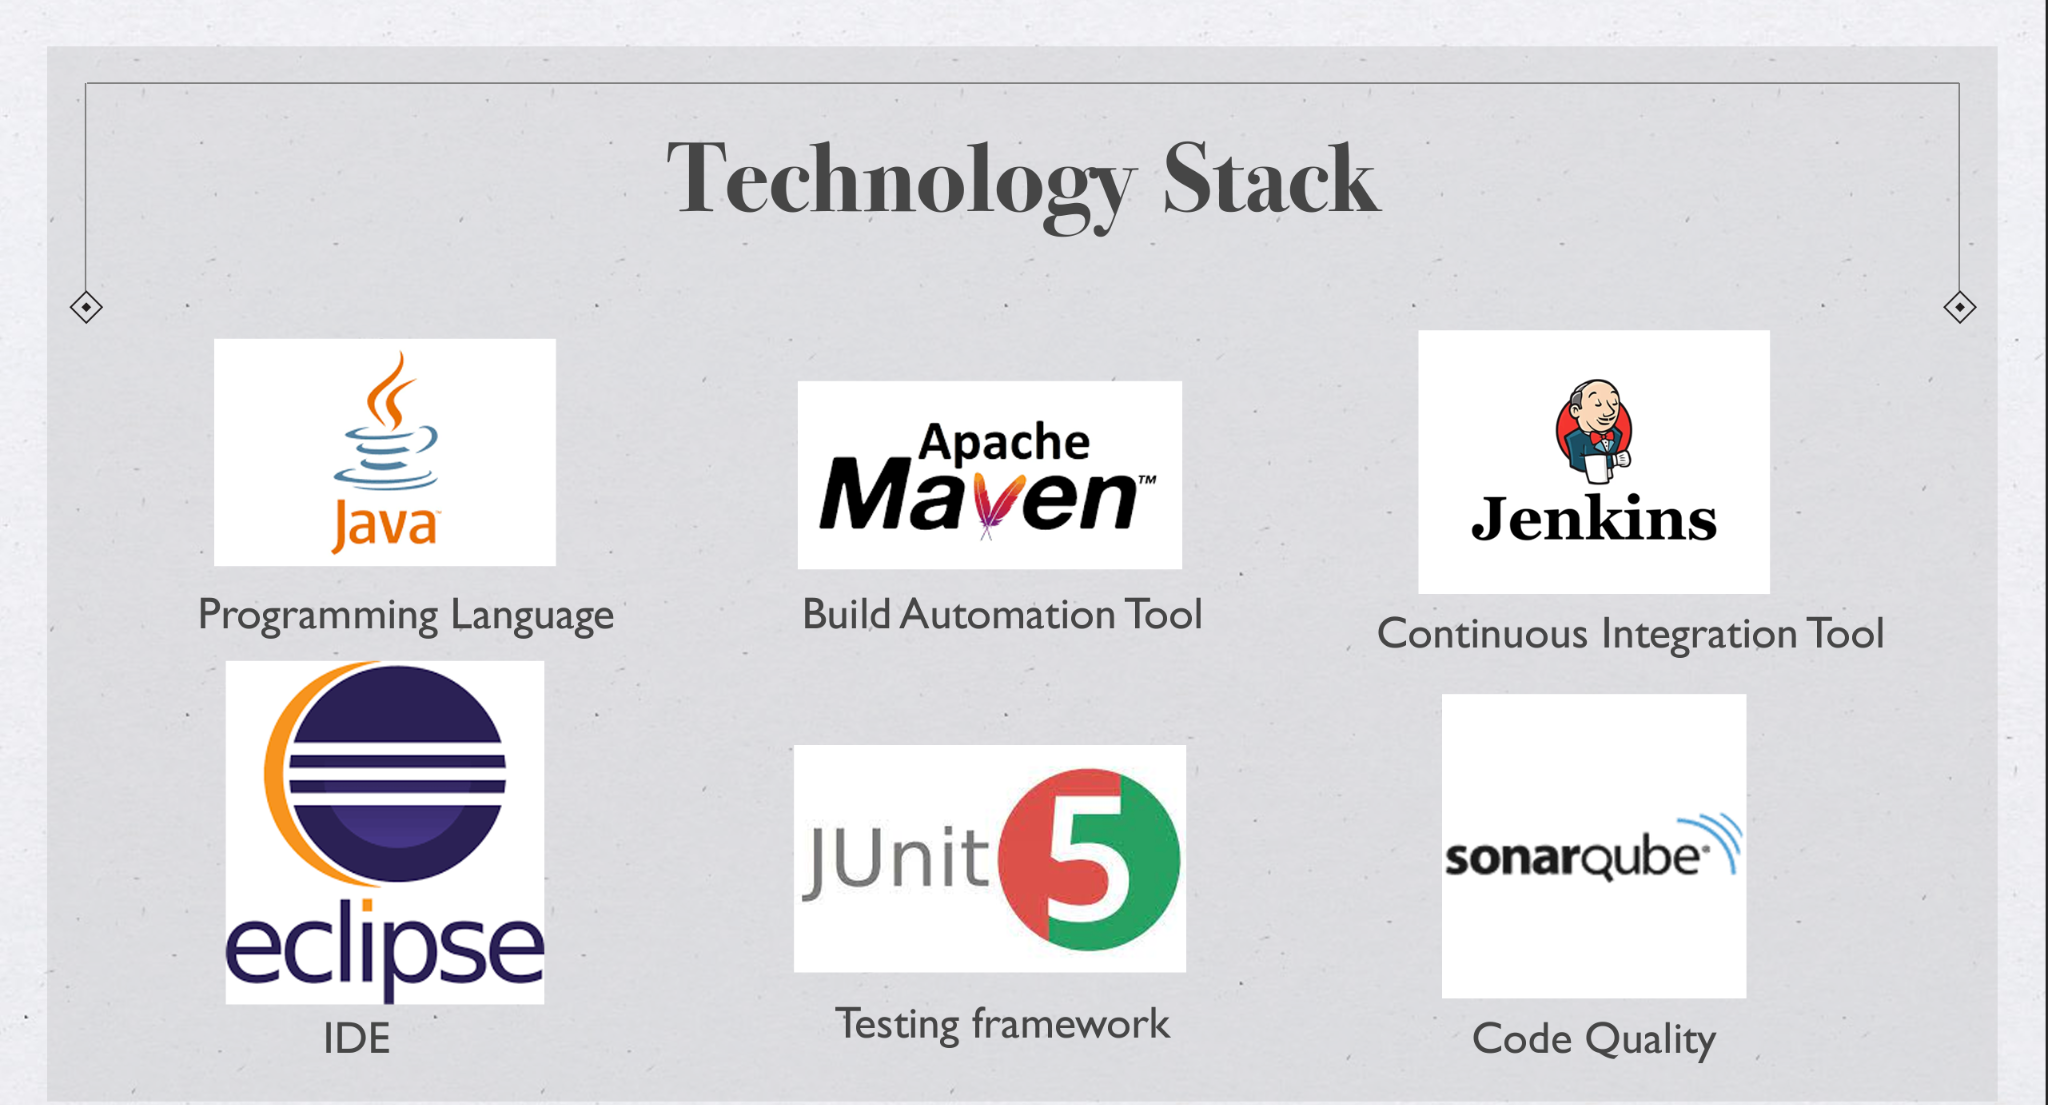 Technology Stack
Java™
Apache
Maven™
Jenkins
Programming Language
Build Automation Tool
Continuous Integration Tool
eclipse
JUnit 5
sonarqube
IDE
Testing framework
Code Quality